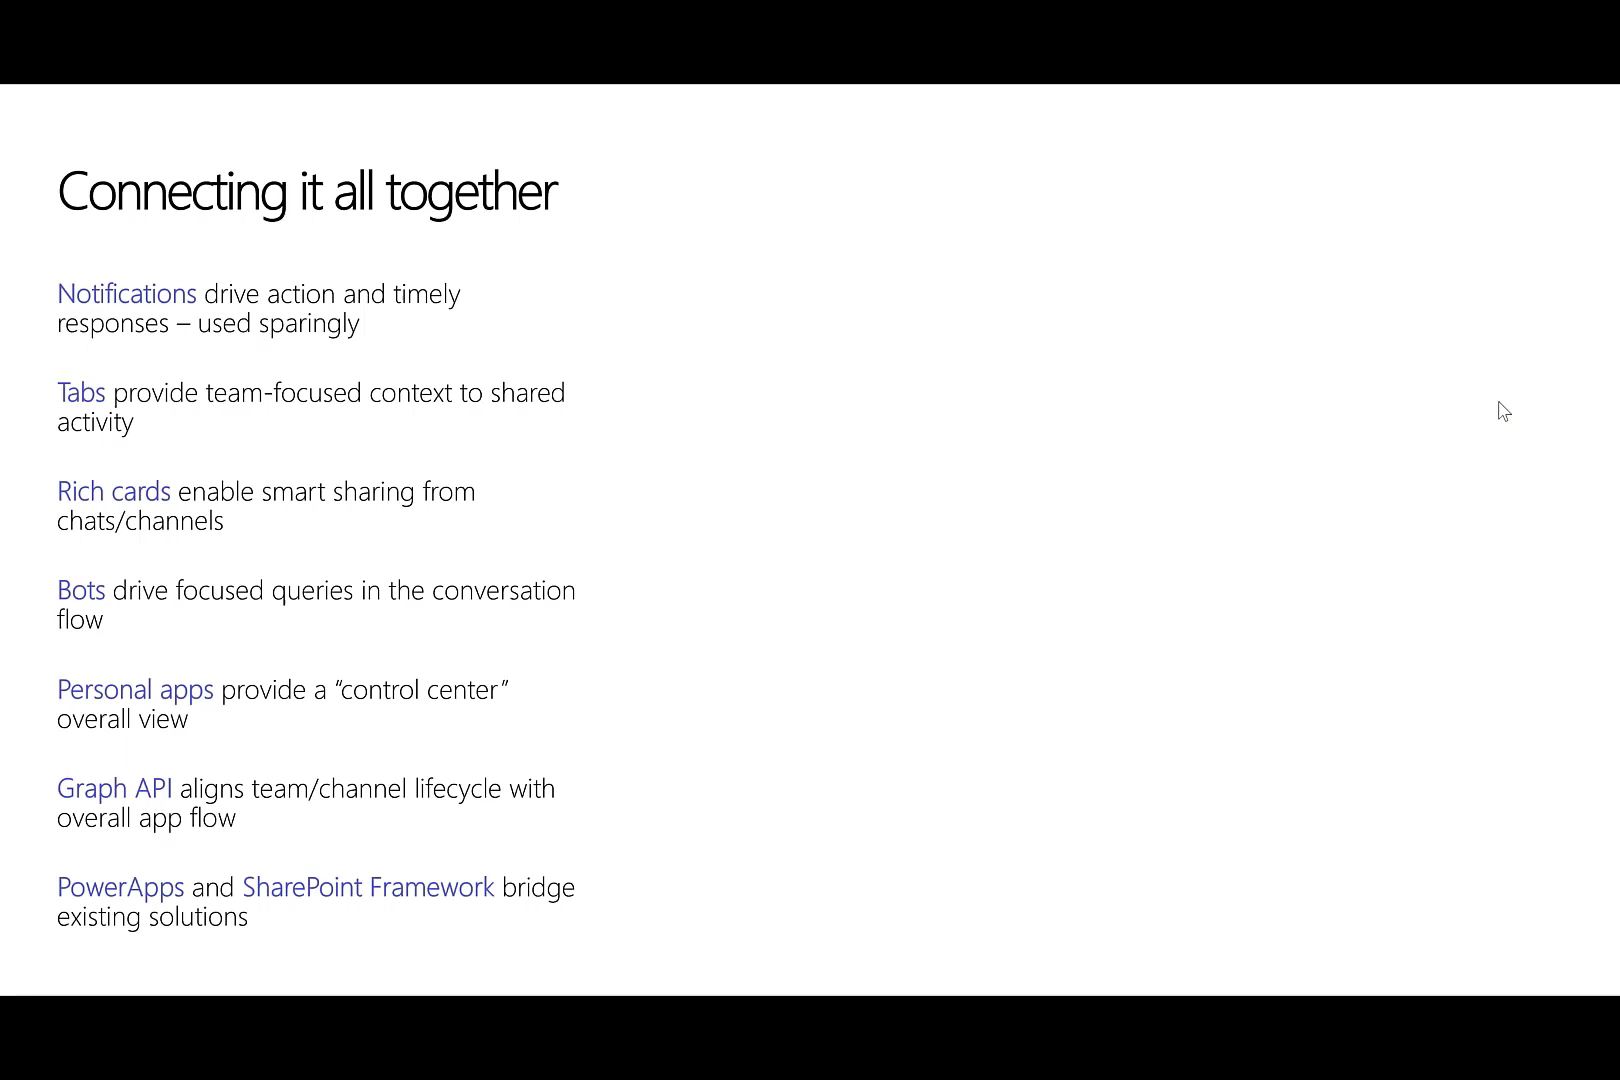 Connecting it all together
Notifications drive action and timely
responses – used sparingly
Tabs provide team-focused context to shared
activity
Rich cards enable smart sharing from
chats/channels
Bots drive focused queries in the conversation
flow
Personal apps provide a “control center”
overall view
Graph API aligns team/channel lifecycle with
overall app flow
PowerApps and SharePoint Framework bridge
existing solutions